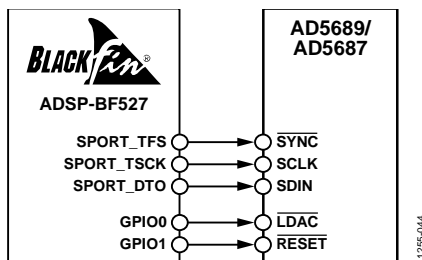 BLACKfin®
ADSP-BF527
SPORT_TFS
SPORT_TSCK
SPORT_DTO
GPIO0
GPIO1
AD5689/
AD5687
SYNC
SCLK
SDIN
LDAC
RESET